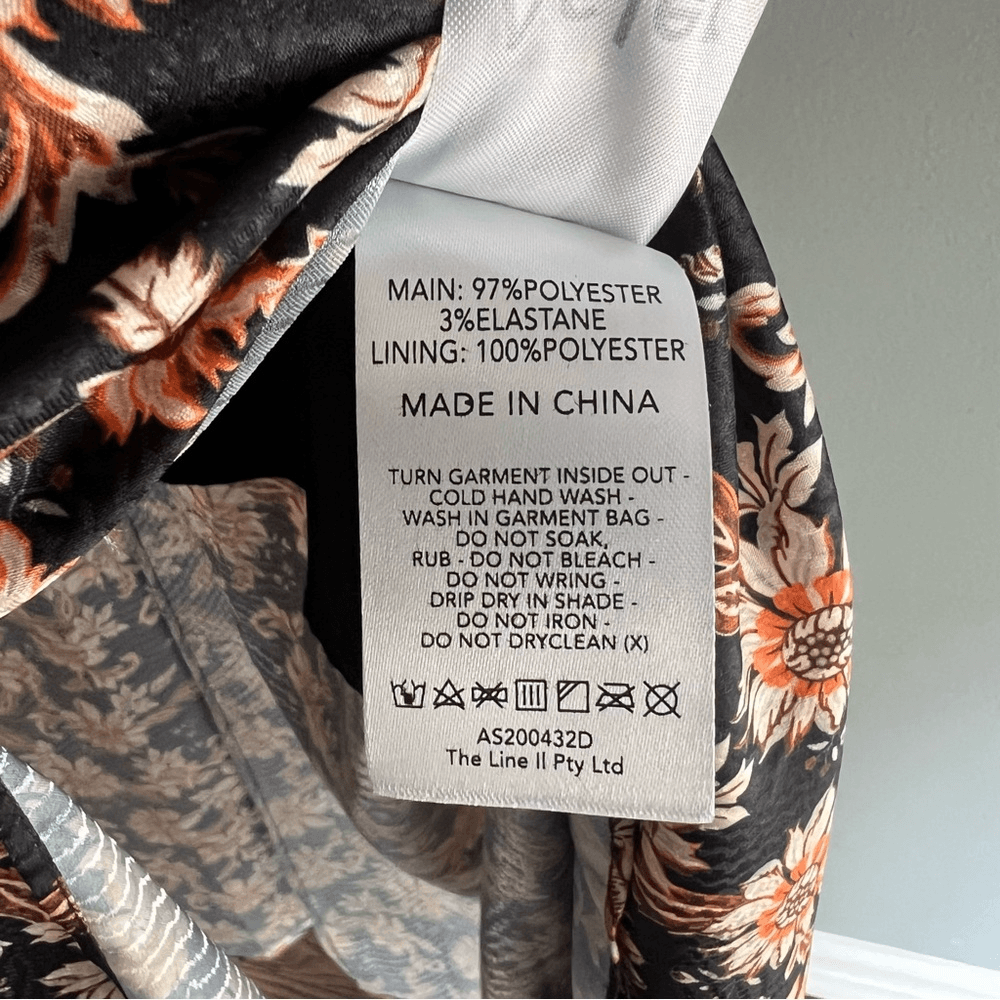 MAIN: 97%POLYESTER
3%ELASTANE
LINING: 100%POLYESTER
MADE IN CHINA
TURN GARMENT INSIDE OUT -
COLD HAND WASH -
WASH IN GARMENT BAG -
DO NOT SOAK,
RUB - DO NOT BLEACH -
DO NOT WRING -
DRIP DRY IN SHADE -
DO NOT IRON -
DO NOT DRYCLEAN (X)
AS200432D
The Line II Pty Ltd